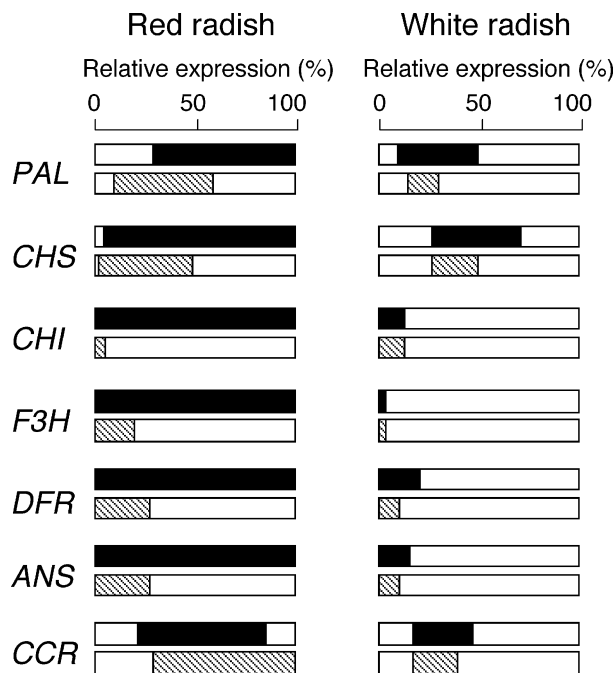 Red radish White radish
Relative expression (%) Relative expression (%)
0 50 100 0 50 100
PAL
CHS
CHI
F3H
DFR
ANS
CCR